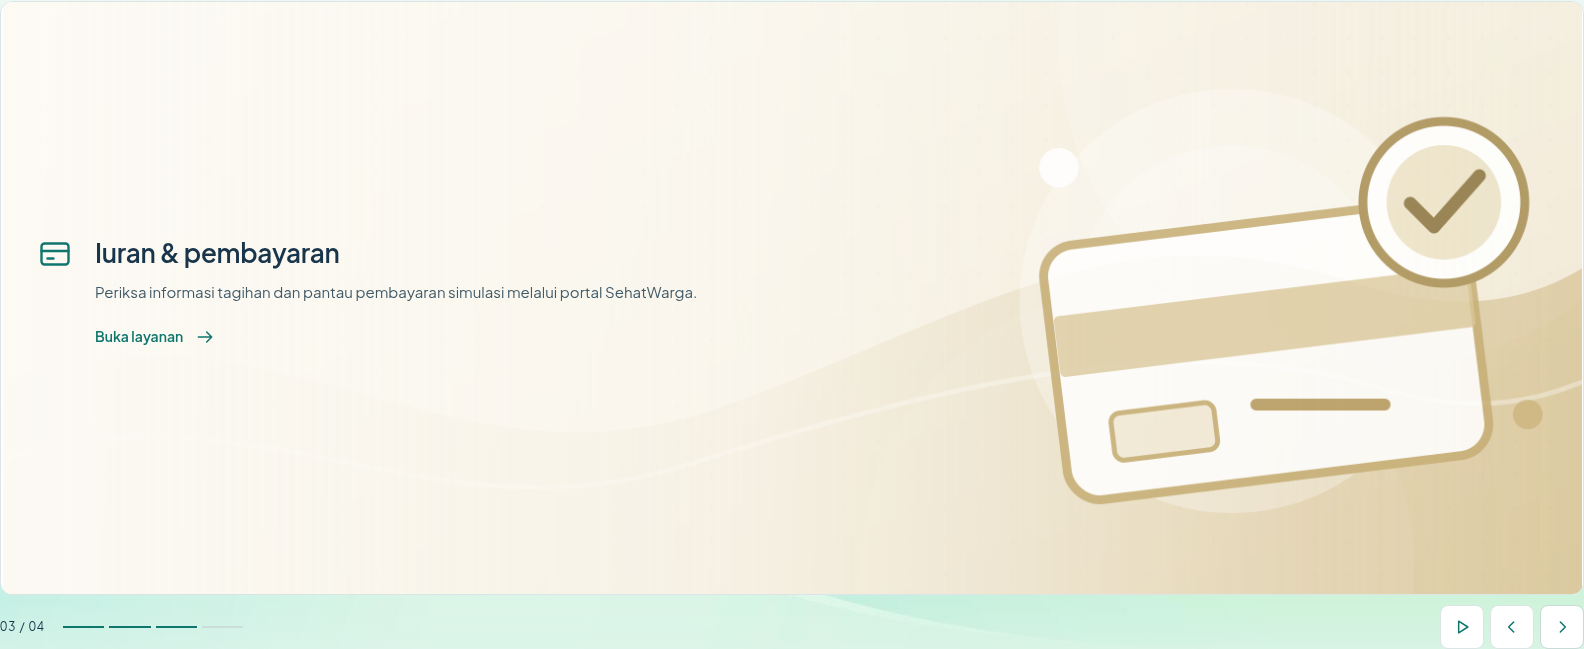 Iuran & pembayaran
Periksa informasi tagihan dan pantau pembayaran simulasi melalui portal SehatWarga.
Buka layanan
03 / 04